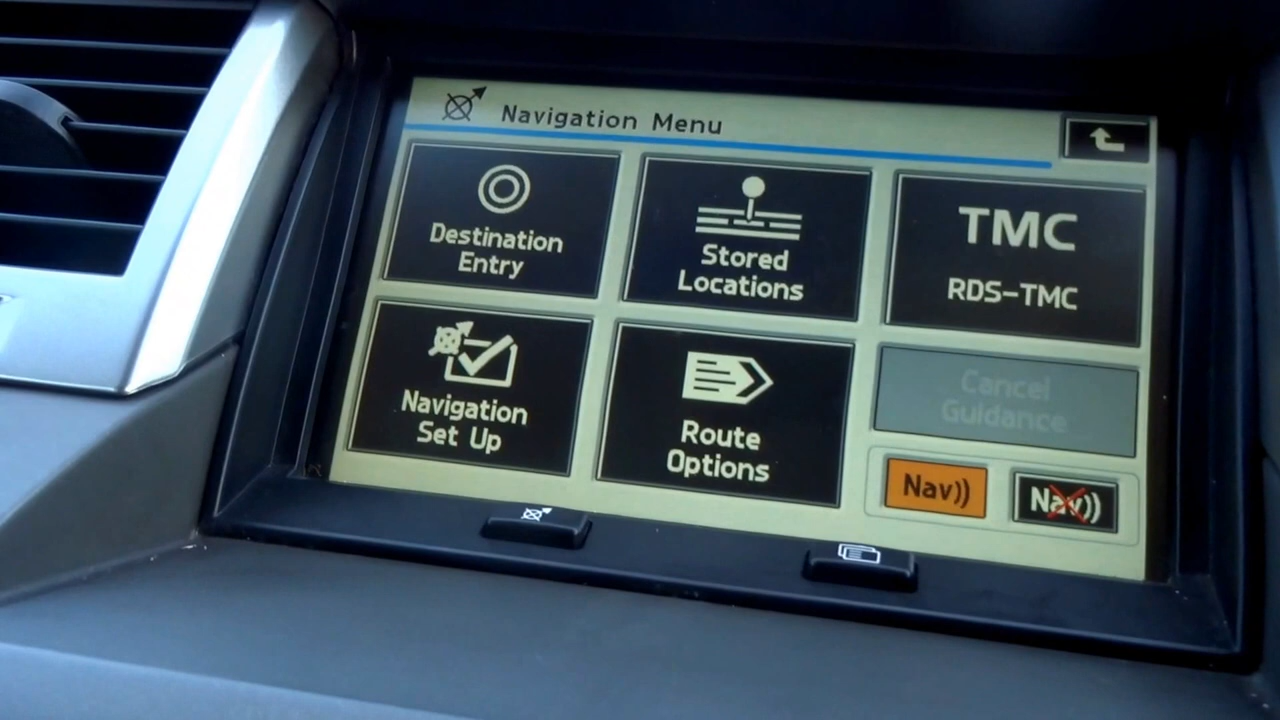 Navigation Menu
Destination
Entry
Stored
Locations
TMC
RDS-TMC
Navigation
Set Up
Route
Options
Cancel
Guidance
Nav))
Nav))